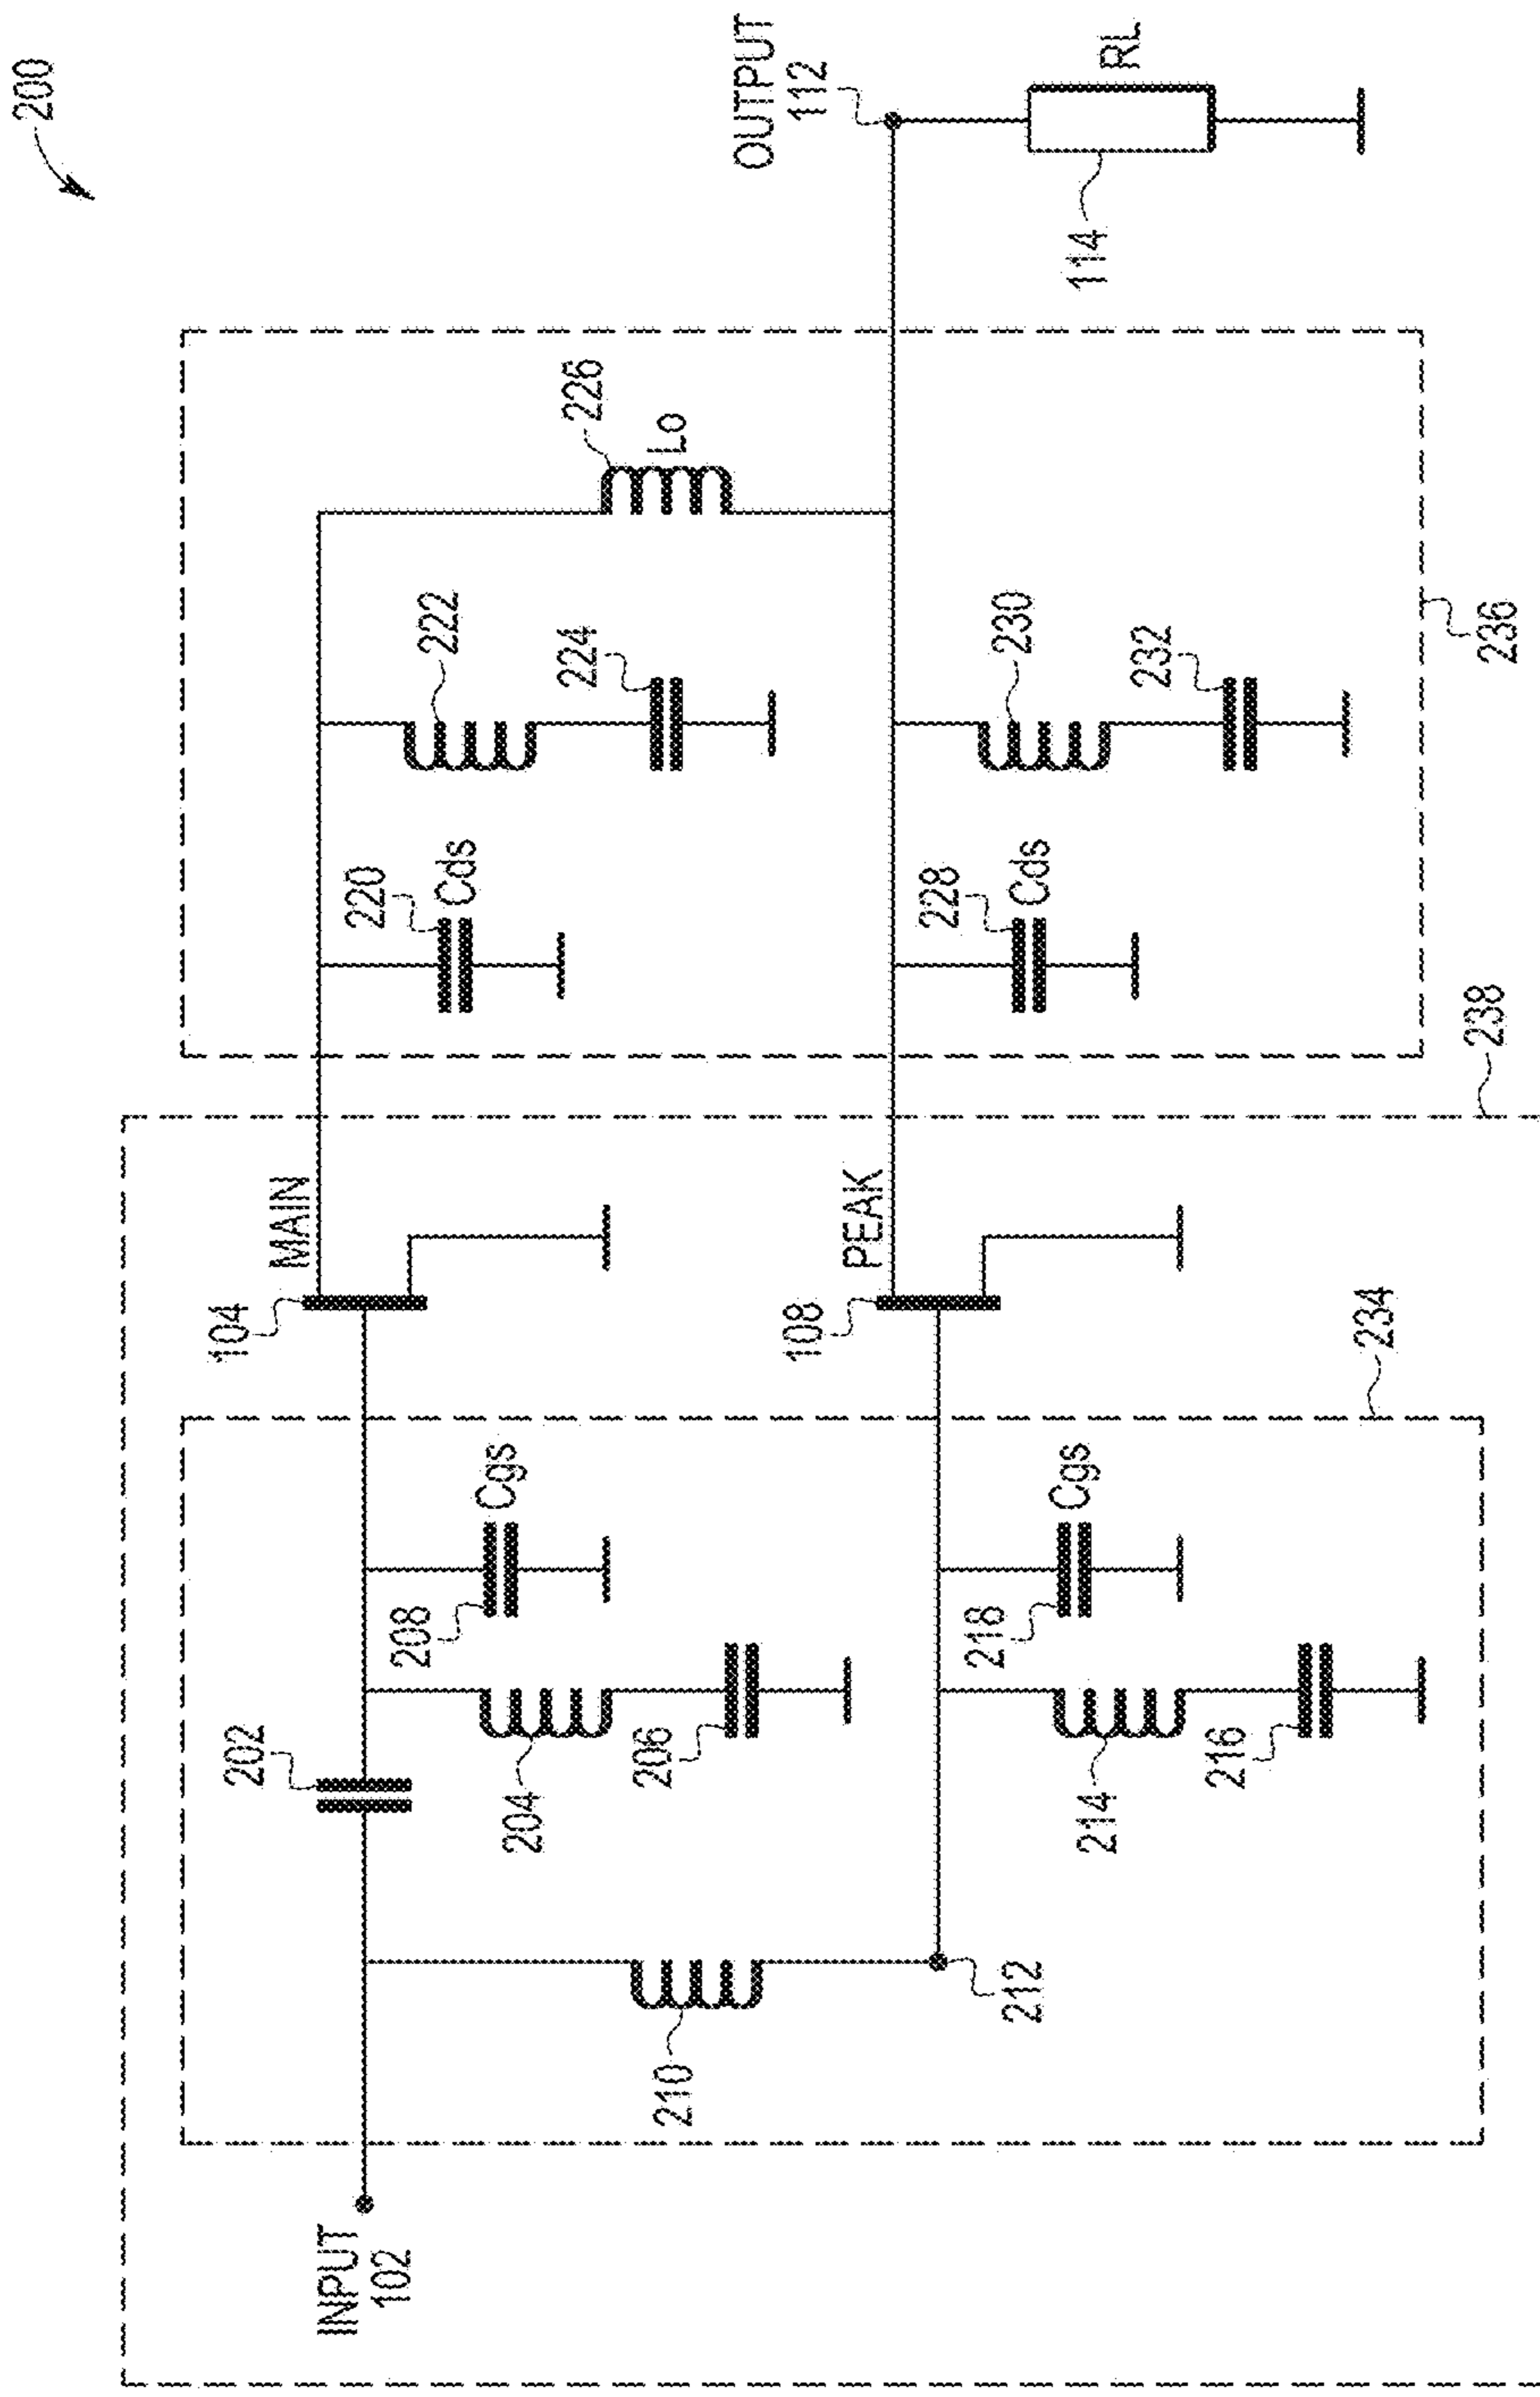 200
INPUT
102
202
204
206
208
Cgs
210
212
214
216
218
Cgs
104
MAIN
108
PEAK
234
238
220
Cds
222
224
226
Lo
228
Cds
230
232
236
OUTPUT
112
114
RL